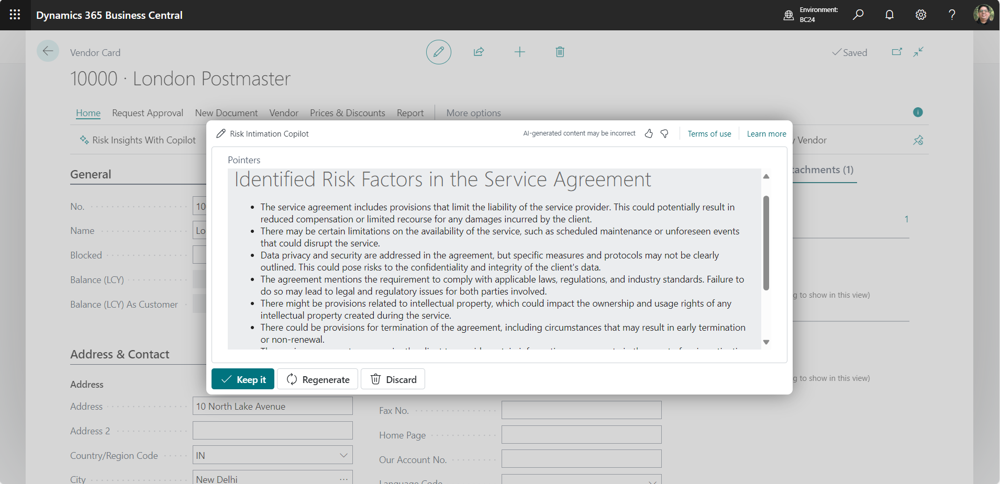 Dynamics 365 Business Central
Environment:
BC24
Vendor Card
Saved
10000 · London Postmaster
Home
Request Approval
New Document
Vendor
Prices & Discounts
Report
More options
Risk Insights With Copilot
Vendor
Risk Intimation Copilot
AI-generated content may be incorrect
Terms of use
Learn more
Pointers
Identified Risk Factors in the Service Agreement
• The service agreement includes provisions that limit the liability of the service provider. This could potentially result in
reduced compensation or limited recourse for any damages incurred by the client.
• There may be certain limitations on the availability of the service, such as scheduled maintenance or unforeseen events
that could disrupt the service.
• Data privacy and security are addressed in the agreement, but specific measures and protocols may not be clearly
outlined. This could pose risks to the confidentiality and integrity of the client's data.
• The agreement mentions the requirement to comply with applicable laws, regulations, and industry standards. Failure to
do so may lead to legal and regulatory issues for both parties involved.
• There might be provisions related to intellectual property, which could impact the ownership and usage rights of any
intellectual property created during the service.
• There could be provisions for termination of the agreement, including circumstances that may result in early termination
or non-renewal.
Keep it
Regenerate
Discard
General
No.
10
Name
Lo
Blocked
Balance (LCY)
Balance (LCY) As Customer
tachments (1)
1
g to show in this view)
g to show in this view)
Address & Contact
Address
Address
10 North Lake Avenue
Address 2
Country/Region Code
IN
City
New Delhi
Fax No.
Home Page
Our Account No.
Language Code